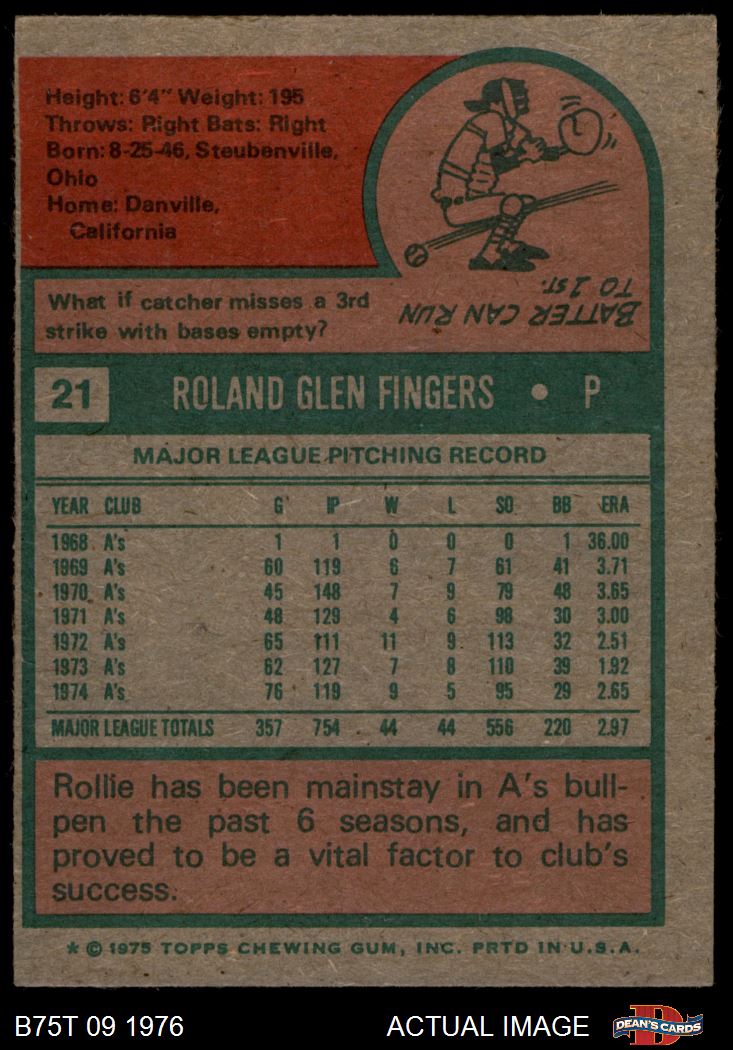 Height: 6'4" Weight: 195
Throws: Right Bats: Right
Born: 8-25-46, Steubenville,
Ohio
Home: Danville,
California
What if catcher misses a 3rd
strike with bases empty?
BATTER CAN RUN
TO 1ST.
21 ROLAND GLEN FINGERS • P
MAJOR LEAGUE PITCHING RECORD
YEAR CLUB G IP W L SO BB ERA
1968 A's 1 1 0 0 0 1 36.00
1969 A's 60 119 6 7 61 41 3.71
1970 A's 45 148 7 9 79 48 3.65
1971 A's 48 129 4 6 98 30 3.00
1972 A's 65 111 11 9 113 32 2.51
1973 A's 62 127 7 8 110 39 1.92
1974 A's 76 119 9 5 95 29 2.65
MAJOR LEAGUE TOTALS 357 754 44 44 556 220 2.97
Rollie has been mainstay in A's bull-
pen the past 6 seasons, and has
proved to be a vital factor to club's
success.
* © 1975 TOPPS CHEWING GUM, INC. PRTD IN U.S.A.
B75T 09 1976 ACTUAL IMAGE DEAN'S CARDS